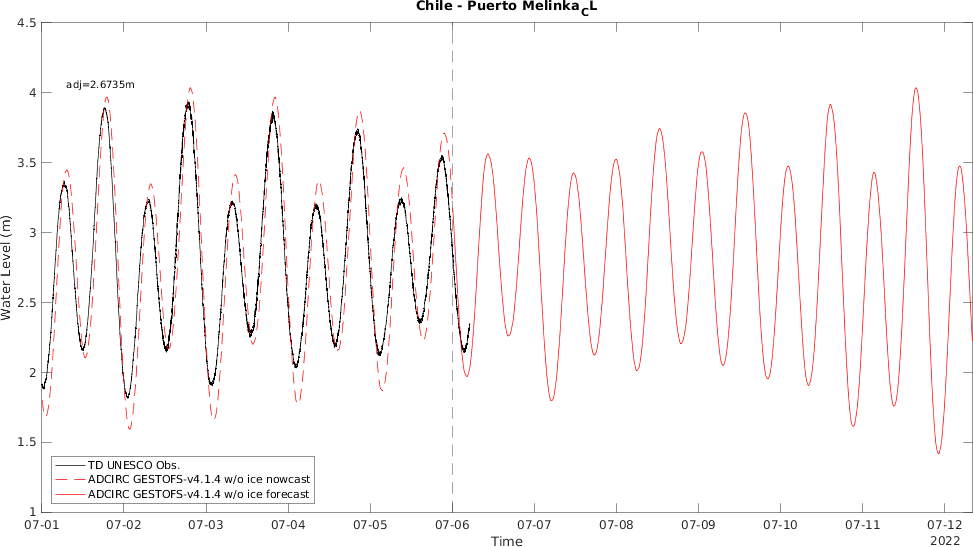 Chile - Puerto Melinka_CL
4.5
adj=2.6735m
4
3.5
3
2.5
2
1.5
1
Water Level (m)
TD UNESCO Obs.
ADCIRC GESTOFS-v4.1.4 w/o ice nowcast
ADCIRC GESTOFS-v4.1.4 w/o ice forecast
07-01 07-02 07-03 07-04 07-05 07-06 07-07 07-08 07-09 07-10 07-11 07-12
Time
2022